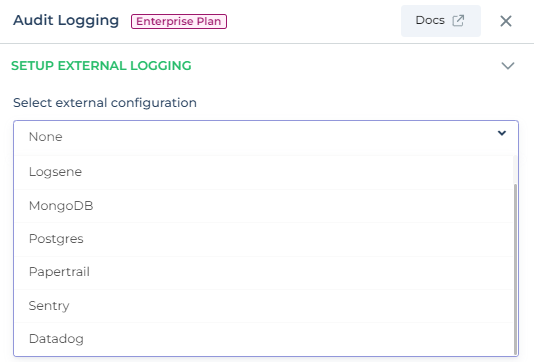 Audit Logging Enterprise Plan Docs
SETUP EXTERNAL LOGGING
Select external configuration
None
Logsene
MongoDB
Postgres
Papertrail
Sentry
Datadog